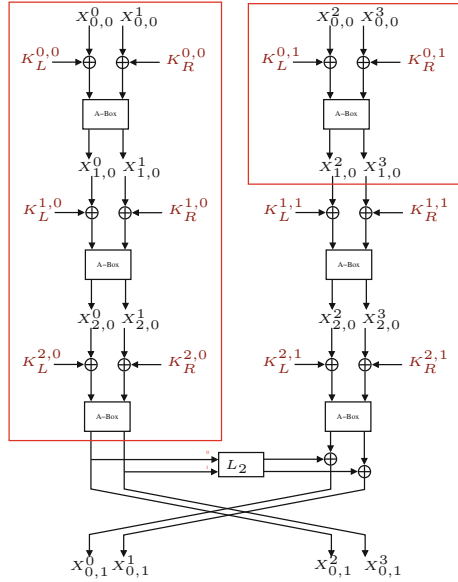 X^0_{0,0} X^1_{0,0} X^2_{0,0} X^3_{0,0}
K^{0,0}_L ⊕ ⊕ K^{0,0}_R K^{0,1}_L ⊕ ⊕ K^{0,1}_R
A-Box A-Box
X^0_{1,0} X^1_{1,0} X^2_{1,0} X^3_{1,0}
K^{1,0}_L ⊕ ⊕ K^{1,0}_R K^{1,1}_L ⊕ ⊕ K^{1,1}_R
A-Box A-Box
X^0_{2,0} X^1_{2,0} X^2_{2,0} X^3_{2,0}
K^{2,0}_L ⊕ ⊕ K^{2,0}_R K^{2,1}_L ⊕ ⊕ K^{2,1}_R
A-Box A-Box
L_2 ⊕ ⊕
X^0_{0,1} X^1_{0,1} X^2_{0,1} X^3_{0,1}